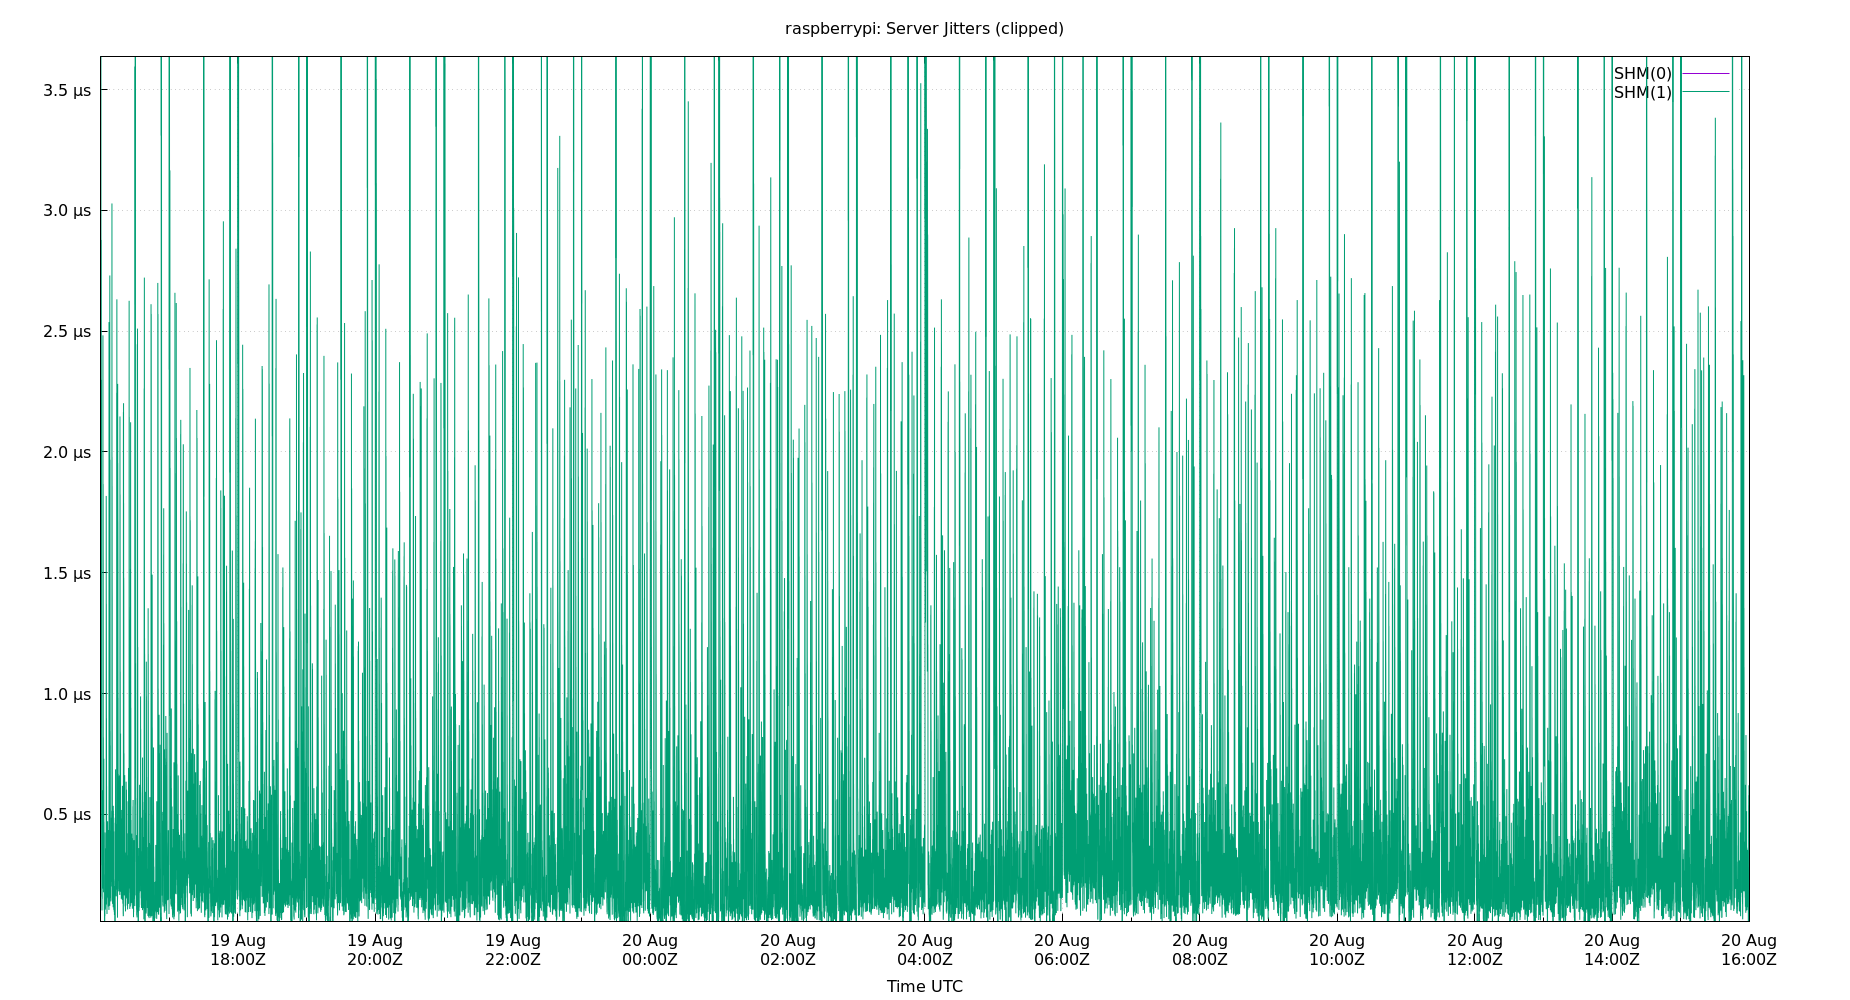 raspberrypi: Server Jitters (clipped)
SHM(0)
SHM(1)
3.5 µs
3.0 µs
2.5 µs
2.0 µs
1.5 µs
1.0 µs
0.5 µs
19 Aug 19 Aug 19 Aug 20 Aug 20 Aug 20 Aug 20 Aug 20 Aug 20 Aug 20 Aug 20 Aug 20 Aug
18:00Z 20:00Z 22:00Z 00:00Z 02:00Z 04:00Z 06:00Z 08:00Z 10:00Z 12:00Z 14:00Z 16:00Z
Time UTC